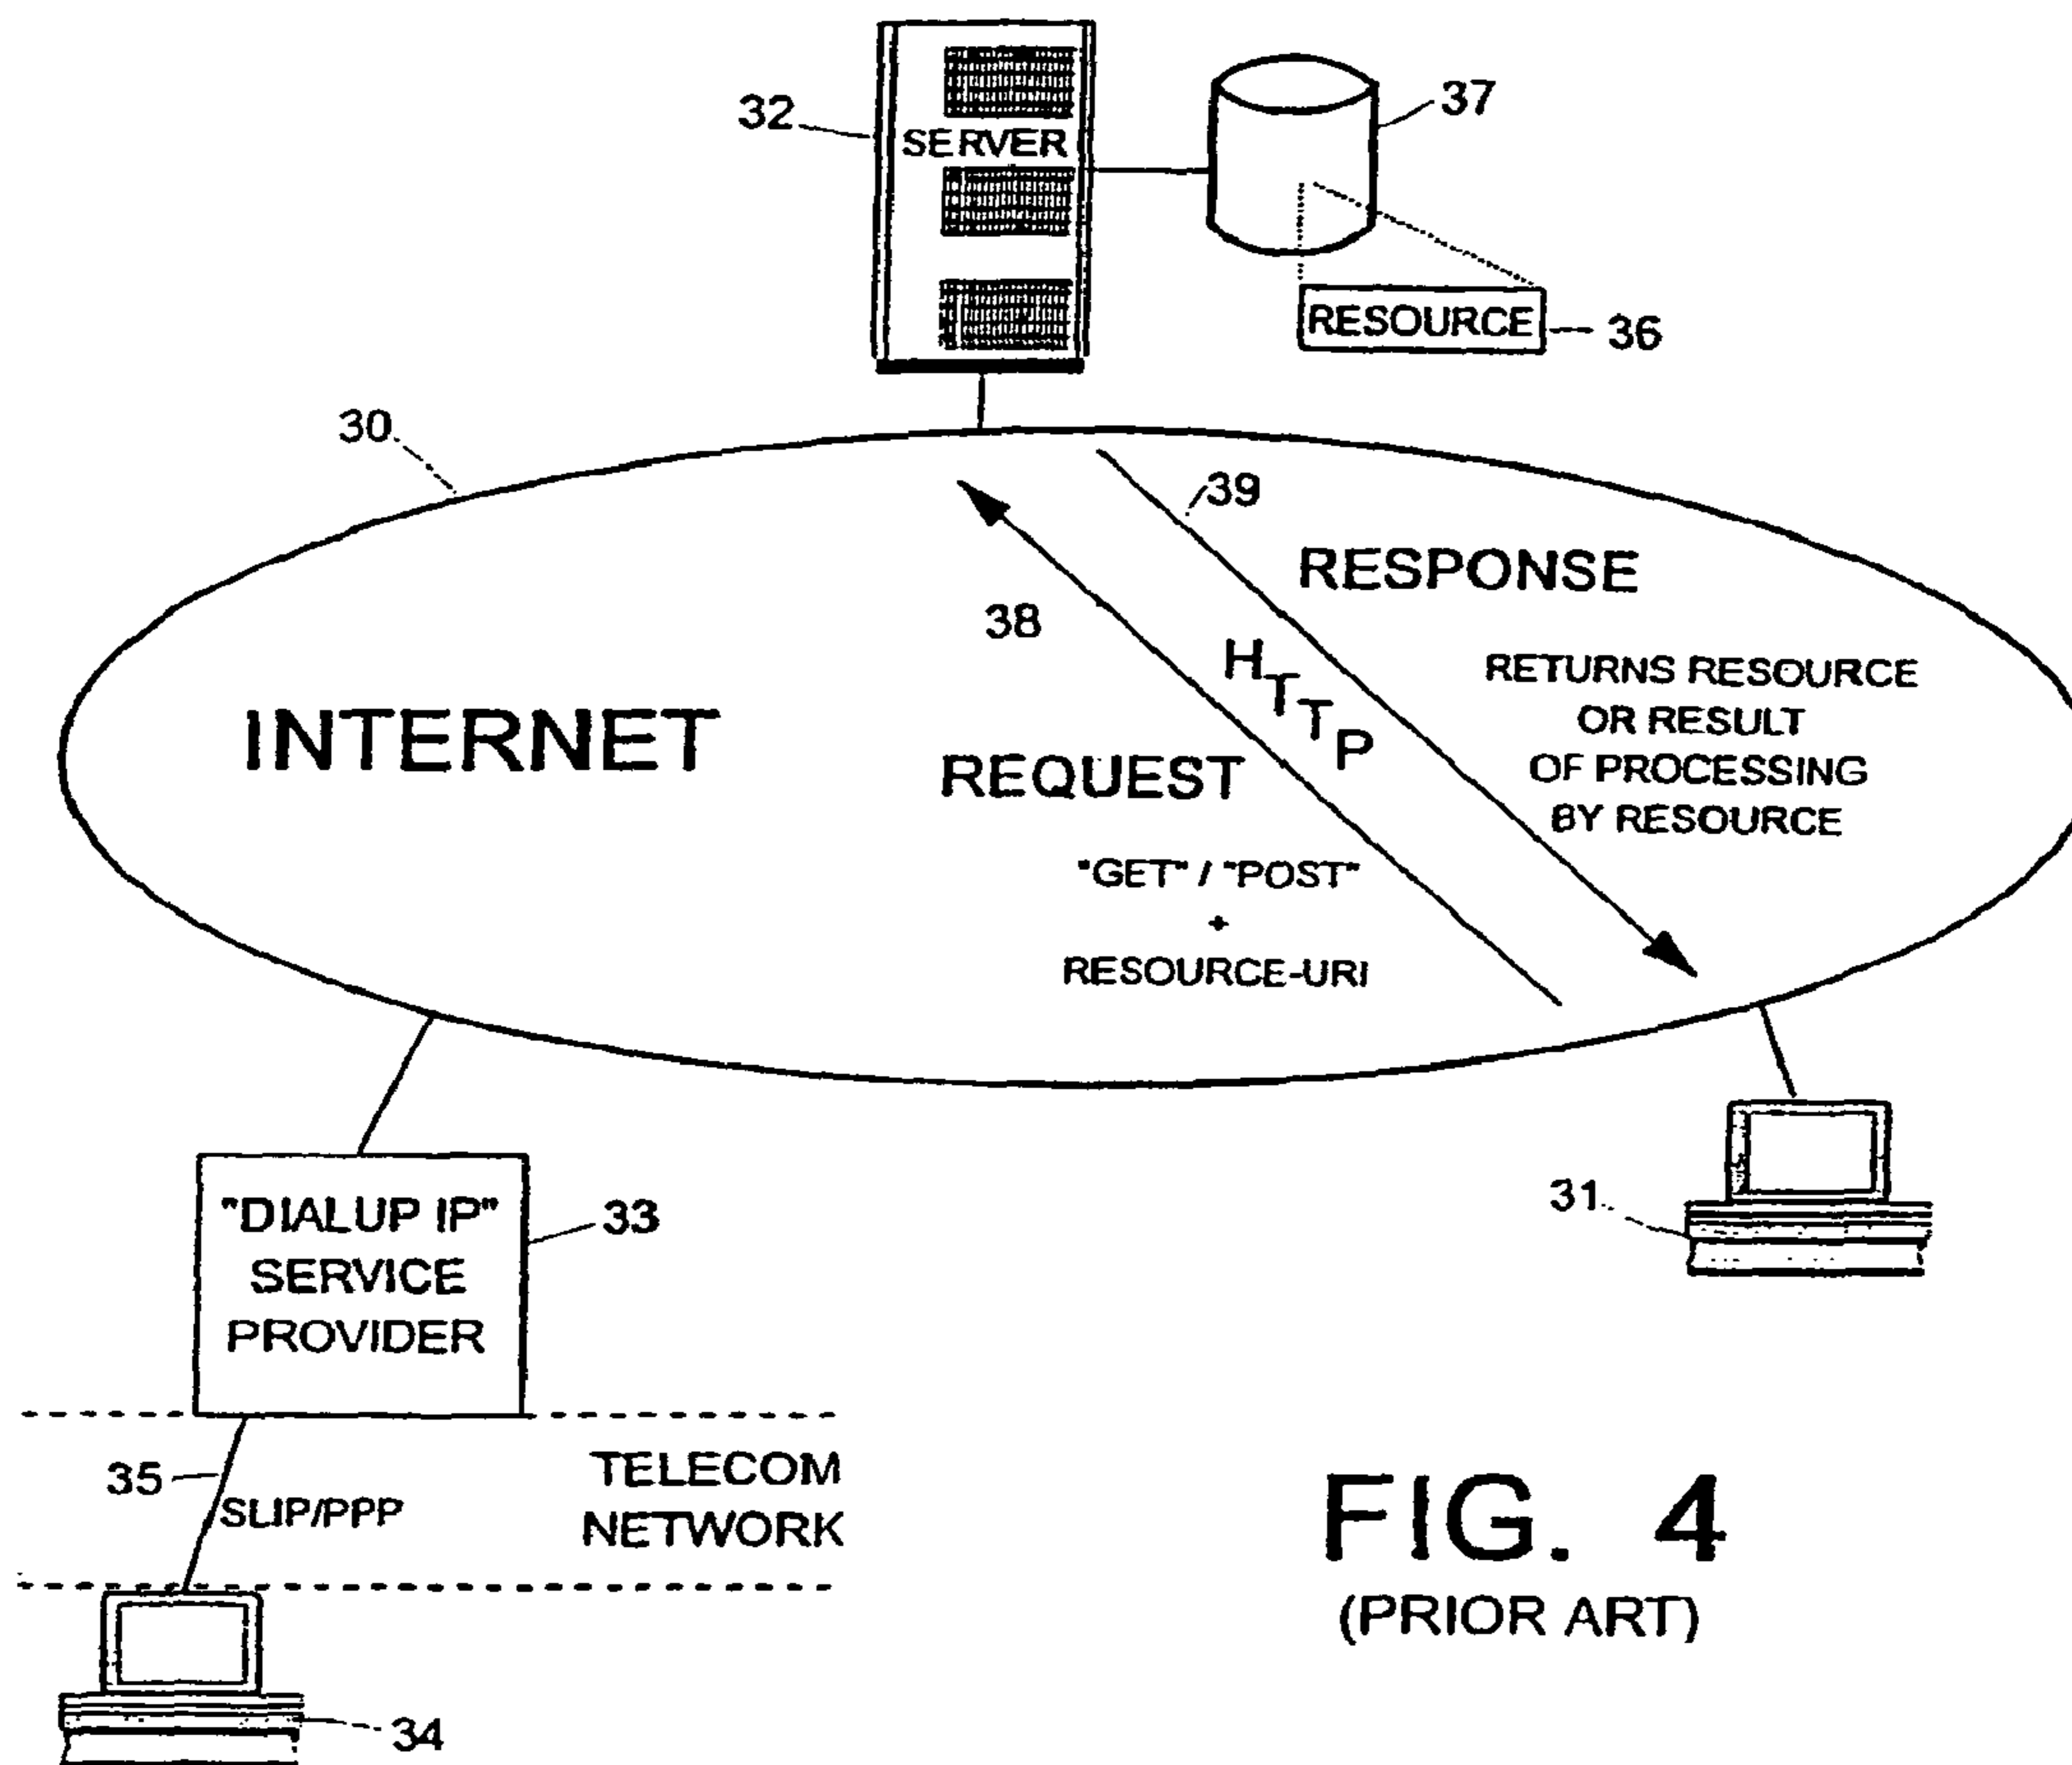 32
SERVER
37
RESOURCE
36
30
39
RESPONSE
38
HTTP
RETURNS RESOURCE
OR RESULT
OF PROCESSING
BY RESOURCE
INTERNET
REQUEST
"GET" / "POST"
+
RESOURCE-URI
"DIALUP IP"
SERVICE
PROVIDER
33
31
35
SLIP/PPP
TELECOM
NETWORK
34
FIG. 4
(PRIOR ART)